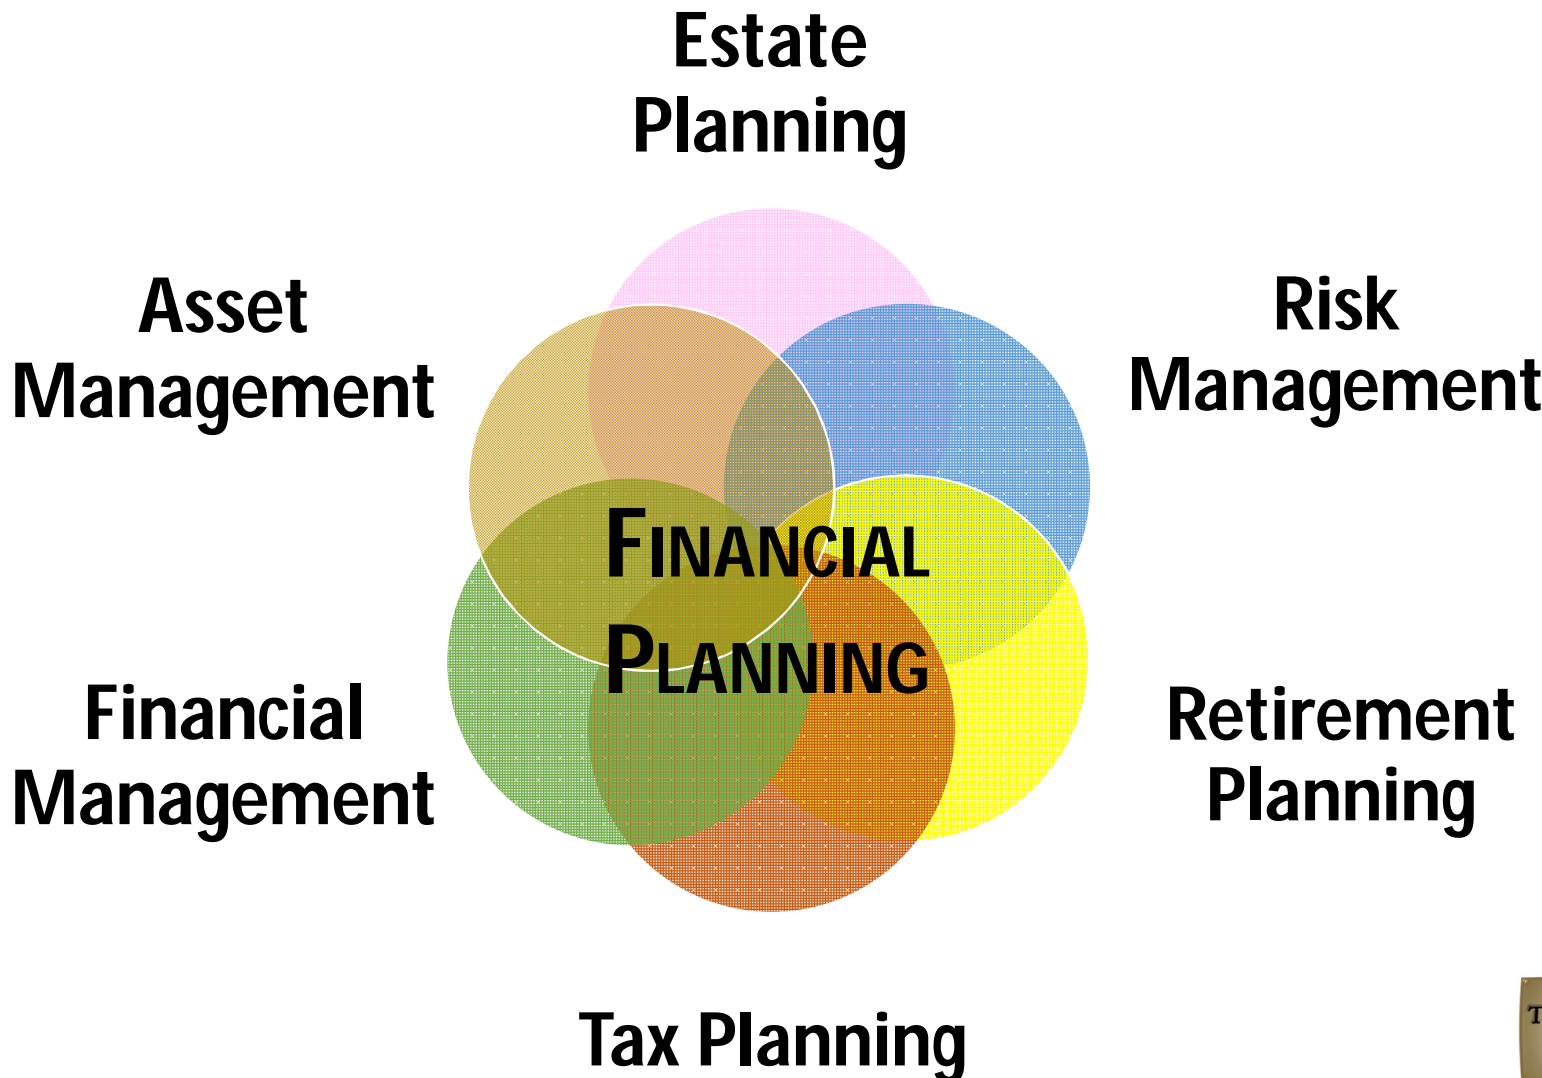 Estate
Planning
Asset
Management
Risk
Management
FINANCIAL
PLANNING
Financial
Management
Retirement
Planning
Tax Planning
T